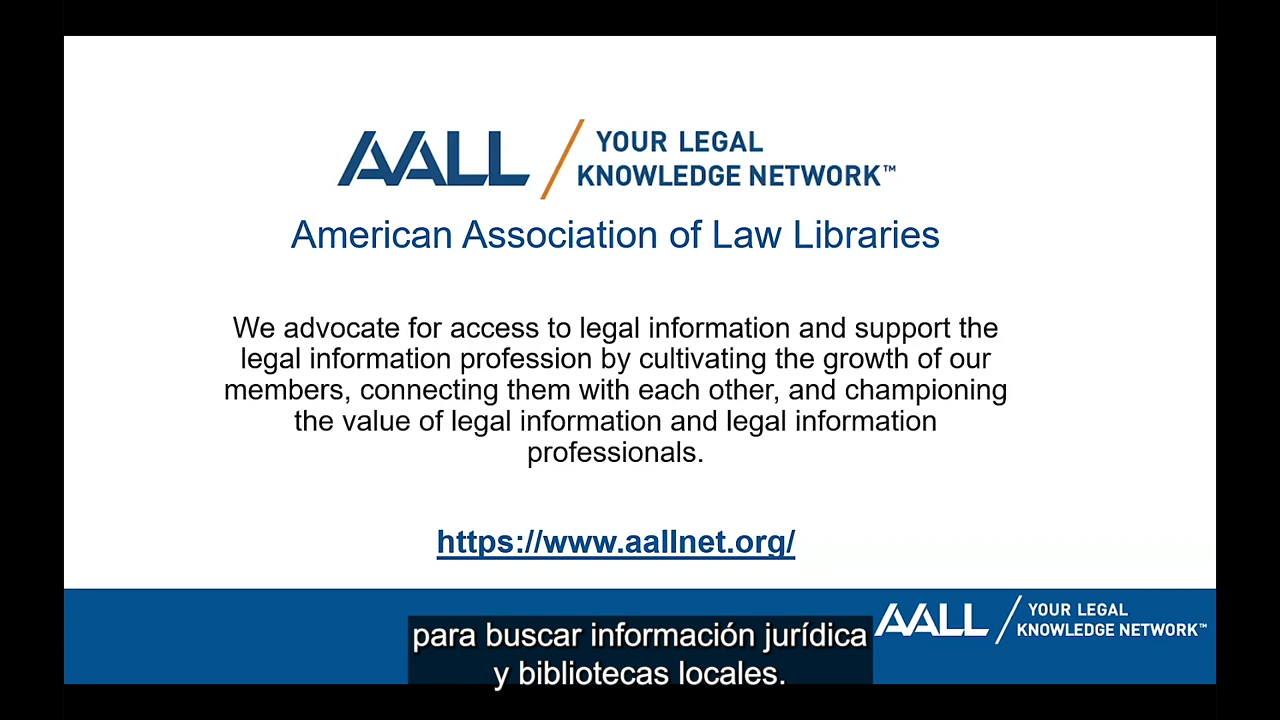 AALL
YOUR LEGAL
KNOWLEDGE NETWORK™
American Association of Law Libraries
We advocate for access to legal information and support the
legal information profession by cultivating the growth of our
members, connecting them with each other, and championing
the value of legal information and legal information
professionals.
https://www.aallnet.org/
AALL
YOUR LEGAL
KNOWLEDGE NETWORK™
para buscar información jurídica
y bibliotecas locales.